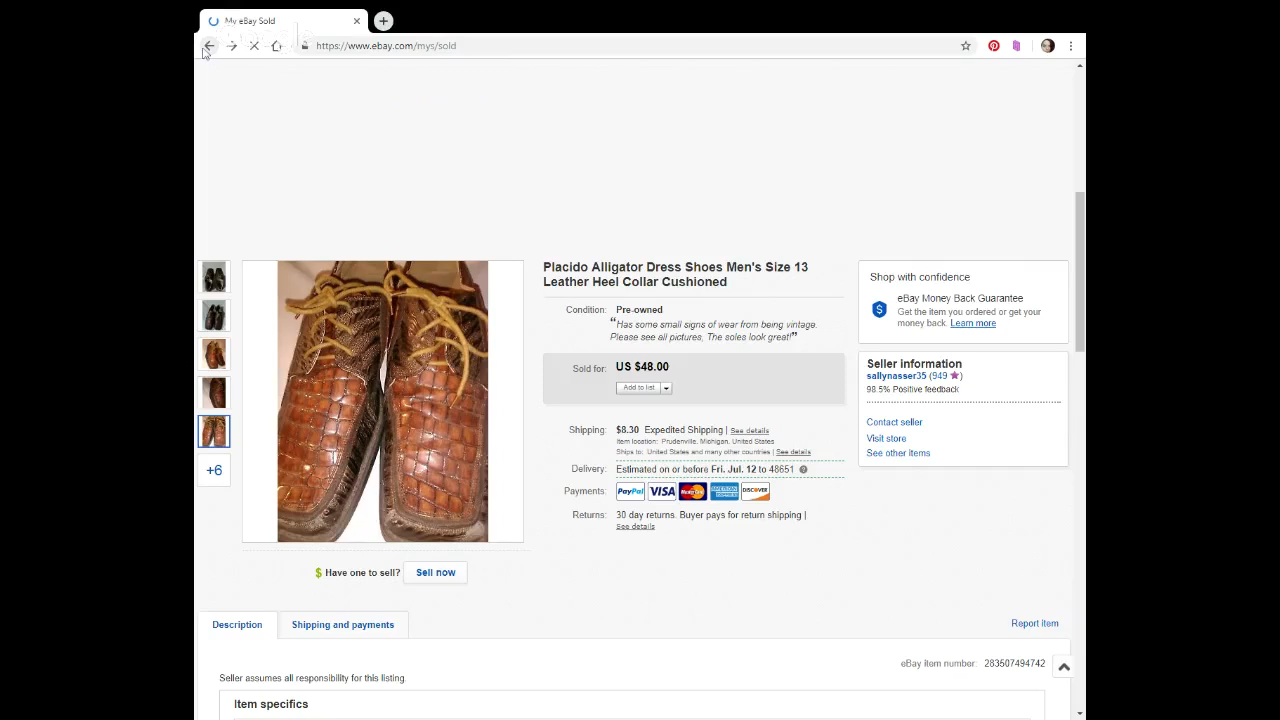 My eBay Sold
https://www.ebay.com/mys/sold
Placido Alligator Dress Shoes Men's Size 13
Leather Heel Collar Cushioned
Condition: Pre-owned
“Has some small signs of wear from being vintage.
Please see all pictures, The soles look great!”
Sold for: US $48.00
Add to list
Shipping: $8.30 Expedited Shipping | See details
Item location: Prudenville, Michigan, United States
Ships to: United States and many other countries | See details
Delivery: Estimated on or before Fri. Jul. 12 to 48651
Payments: PayPal VISA MasterCard AMERICAN EXPRESS DISCOVER
Returns: 30 day returns. Buyer pays for return shipping |
See details
+6
$ Have one to sell? Sell now
Shop with confidence
eBay Money Back Guarantee
Get the item you ordered or get your
money back. Learn more
Seller information
sallynasser35 (949)
98.5% Positive feedback
Contact seller
Visit store
See other items
Description
Shipping and payments
Report item
eBay item number: 283507494742
Seller assumes all responsibility for this listing.
Item specifics